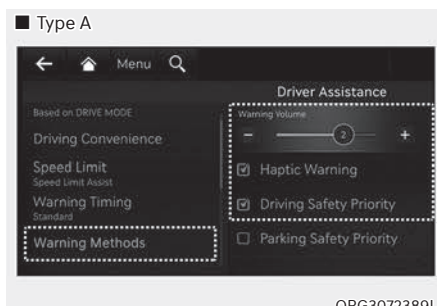 ■ Type A
Menu
Driver Assistance
Based on DRIVE MODE
Driving Convenience
Speed Limit
Speed Limit Assist
Warning Timing
Standard
Warning Methods
Warning Volume
- 2 +
Haptic Warning
Driving Safety Priority
Parking Safety Priority